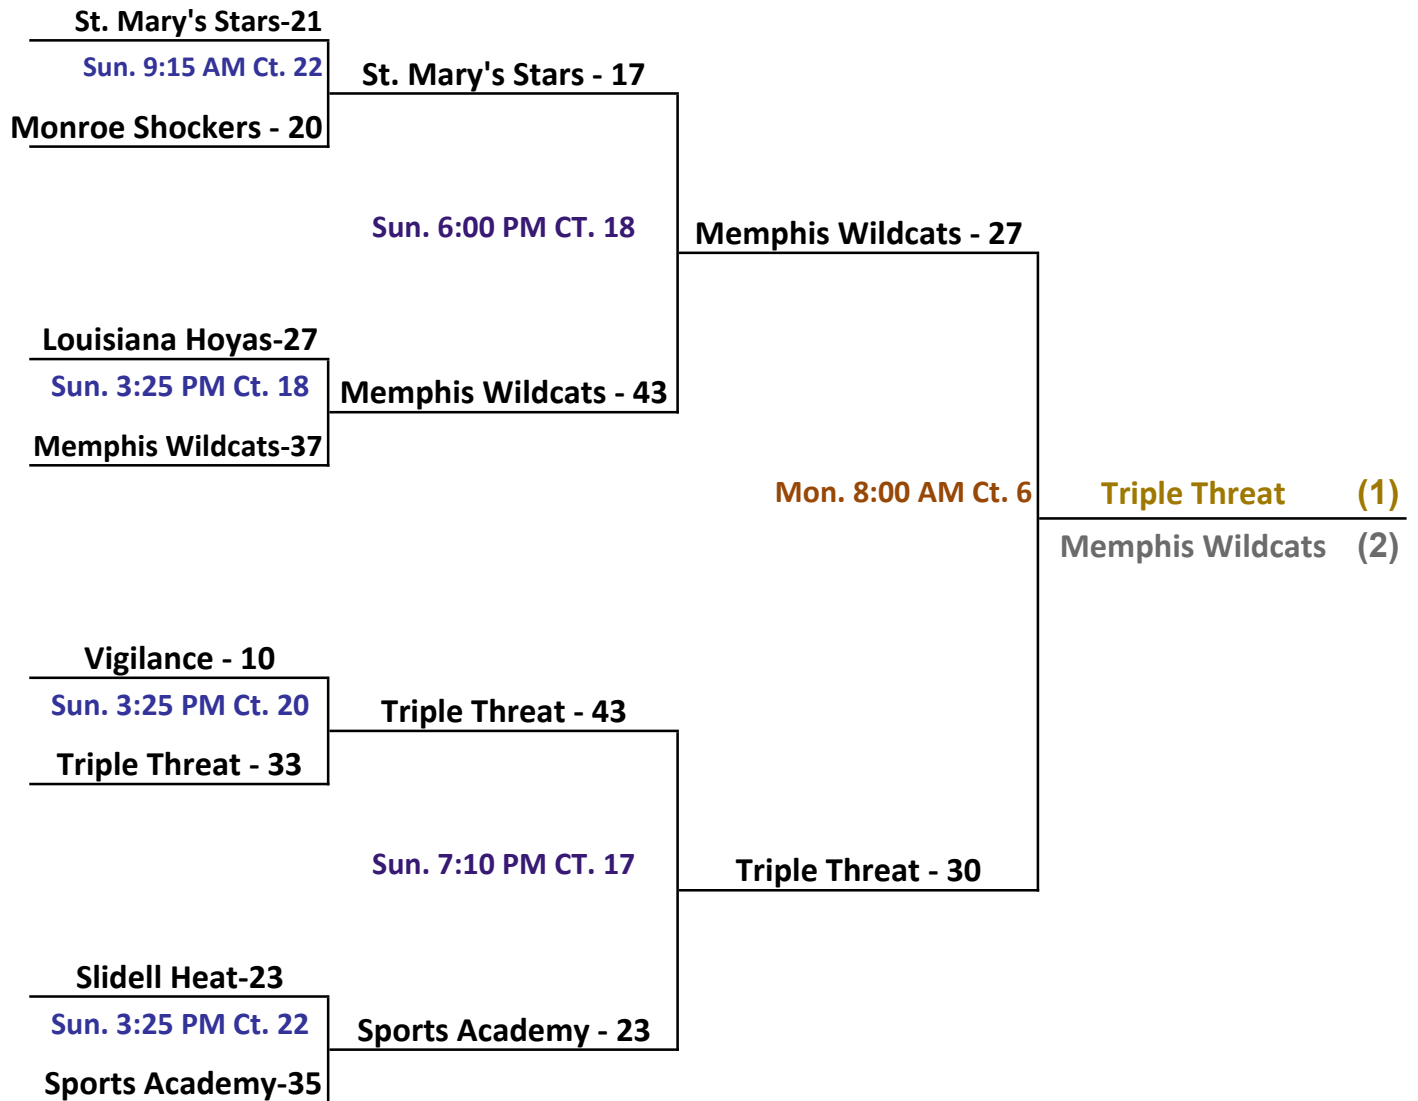 St. Mary's Stars-21
Sun. 9:15 AM Ct. 22
St. Mary's Stars - 17
Monroe Shockers - 20
Sun. 6:00 PM CT. 18
Memphis Wildcats - 27
Louisiana Hoyas-27
Sun. 3:25 PM Ct. 18
Memphis Wildcats - 43
Memphis Wildcats-37
Mon. 8:00 AM Ct. 6
Triple Threat (1)
Memphis Wildcats (2)
Vigilance - 10
Sun. 3:25 PM Ct. 20
Triple Threat - 43
Triple Threat - 33
Sun. 7:10 PM CT. 17
Triple Threat - 30
Slidell Heat-23
Sun. 3:25 PM Ct. 22
Sports Academy - 23
Sports Academy-35